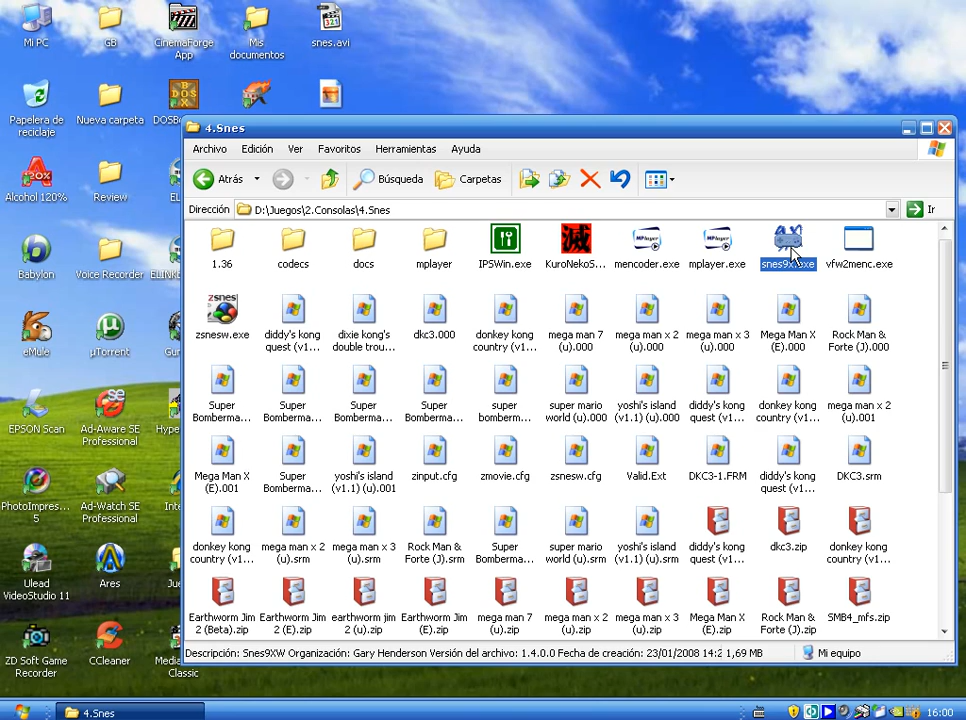 Mi PC
GB
CinemaForge
App
Mis
documentos
snes.avi
Papelera de
reciclaje
Nueva carpeta
Alcohol 120%
Review
Babylon
Voice Recorder
eMule
µTorrent
EPSON Scan
Ad-Aware SE
Professional
PhotoImpres...
5
Ad-Watch SE
Professional
Ulead
VideoStudio 11
Ares
ZD Soft Game
Recorder
CCleaner
Classic
4.Snes
Archivo Edición Ver Favoritos Herramientas Ayuda
Atrás Búsqueda Carpetas
Dirección D:\Juegos\2.Consolas\4.Snes Ir
1.36
codecs
docs
mplayer
IPSWin.exe
KuroNekoS...
mencoder.exe
mplayer.exe
snes9x.exe
vfw2menc.exe
zsnesw.exe
diddy's kong
quest (v1...
dixie kong's
double trou...
dkc3.000
donkey kong
country (v1...
mega man 7
(u).000
mega man x 2
(u).000
mega man x 3
(u).000
Mega Man X
(E).000
Rock Man &
Forte (J).000
Super
Bomberma...
Super
Bomberma...
Super
Bomberma...
Super
Bomberma...
super
bomberm...
super mario
world (u).000
yoshi's island
(v1.1) (u).000
diddy's kong
quest (v1...
donkey kong
country (v1...
mega man x 2
(u).001
Mega Man X
(E).001
Super
Bomberma...
yoshi's island
(v1.1) (u).001
zinput.cfg
zmovie.cfg
zsnesw.cfg
Valid.Ext
DKC3-1.FRM
diddy's kong
quest (v1...
DKC3.srm
donkey kong
country (v1...
mega man x 2
(u).srm
mega man x 3
(u).srm
Rock Man &
Forte (J).srm
Super
Bomberma...
super mario
world (u).srm
yoshi's island
(v1.1) (u).srm
diddy's kong
quest (v1...
dkc3.zip
donkey kong
country (v1...
Earthworm Jim
2 (Beta).zip
Earthworm Jim
2 (E).zip
earthworm jim
2 (u).zip
Earthworm Jim
(E).zip
mega man 7
(u).zip
mega man x 2
(u).zip
mega man x 3
(u).zip
Mega Man X
(E).zip
Rock Man &
Forte (J).zip
SMB4_mfs.zip
Descripción: Snes9XW Organización: Gary Henderson Versión del archivo: 1.4.0.0 Fecha de creación: 23/01/2008 14:2 1,69 MB Mi equipo
4.Snes
16:00